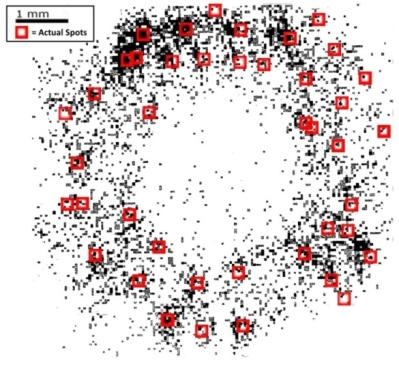 1 mm
= Actual Spots